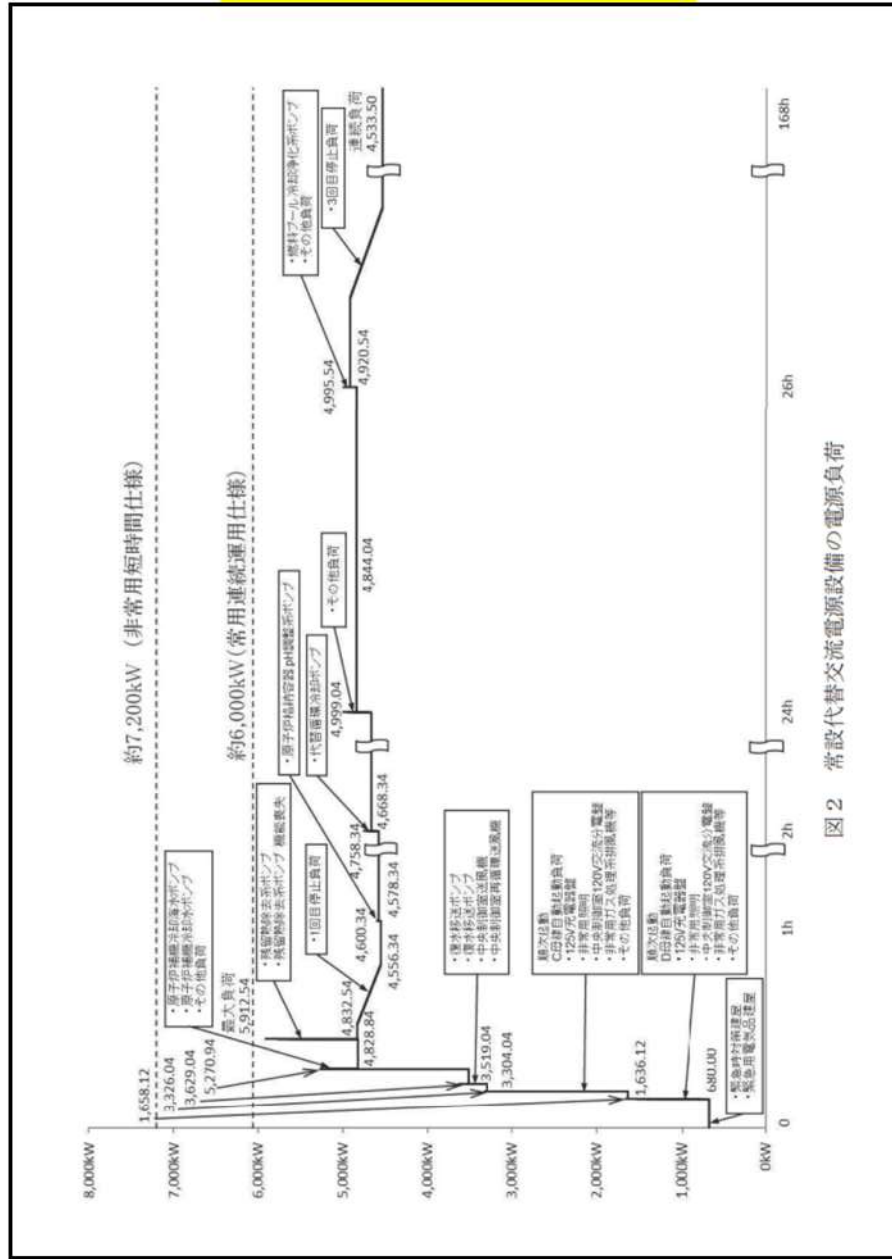 約7,200kW (非常用短時間仕様)
約6,000kW(常用連続運用仕様)
8,000kW
7,000kW
6,000kW
5,000kW
4,000kW
3,000kW
2,000kW
1,000kW
0kW
1,658.12
3,326.04
3,629.04
5,270.94
・原子炉補機冷却海水ポンプ
・原子炉補機冷却水ポンプ
・その他負荷
最大負荷
5,912.54
・残留熱除去系ポンプ
・残留熱除去系ポンプ 機能喪失
4,832.54
4,828.84
・1回目停止負荷
4,556.34
4,600.34
4,578.34
・原子炉格納容器pH調整系ポンプ
・代替循環冷却ポンプ
4,758.34
4,668.34
・その他負荷
4,999.04
4,844.04
・燃料プール冷却浄化系ポンプ
・その他負荷
4,995.54
4,920.54
・3回目停止負荷
連続負荷
4,533.50
・復水移送ポンプ
・復水移送ポンプ
・中央制御室送風機
・中央制御室再循環送風機
3,519.04
3,304.04
順次起動
C母線自動起動負荷
・125V充電器盤
・非常用照明
・中央制御室120V交流分電盤
・非常用ガス処理系排風機等
・その他負荷
1,636.12
順次起動
D母線自動起動負荷
・125V充電器盤
・非常用照明
・中央制御室120V交流分電盤
・非常用ガス処理系排風機等
・その他負荷
680.00
・緊急時対策建屋
・緊急用電気品建屋
0
1h
2h
24h
26h
168h
図2 常設代替交流電源設備の電源負荷